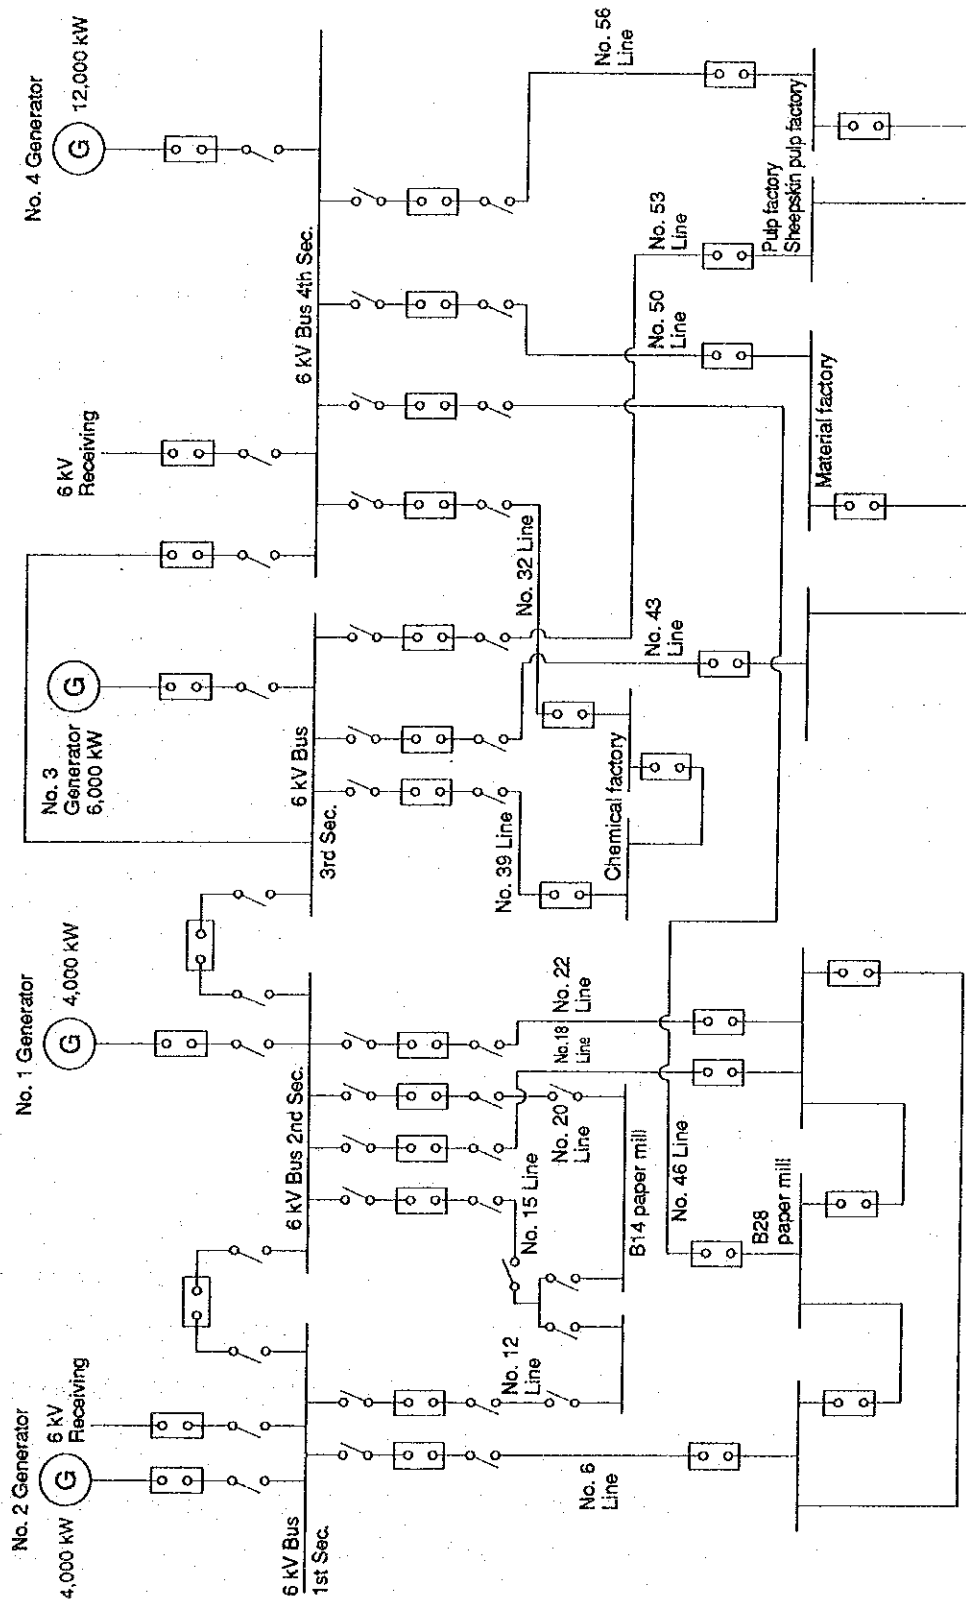 No. 2 Generator
4,000 kW
G
6 kV
Receiving
6 kV Bus
1st Sec.
No. 1 Generator
G
4,000 kW
6 kV Bus 2nd Sec.
No. 3
Generator
6,000 kW
G
6 kV Bus
3rd Sec.
6 kV
Receiving
No. 4 Generator
G
12,000 kW
6 kV Bus 4th Sec.
No. 6
Line
No. 12
Line
No. 15 Line
No. 20
Line
No.18
Line
No. 22
Line
No. 39 Line
No. 32 Line
No. 43
Line
No. 50
Line
No. 53
Line
No. 56
Line
B14 paper mill
No. 46 Line
B28
paper mill
Chemical factory
Material factory
Pulp factory
Sheepskin pulp factory